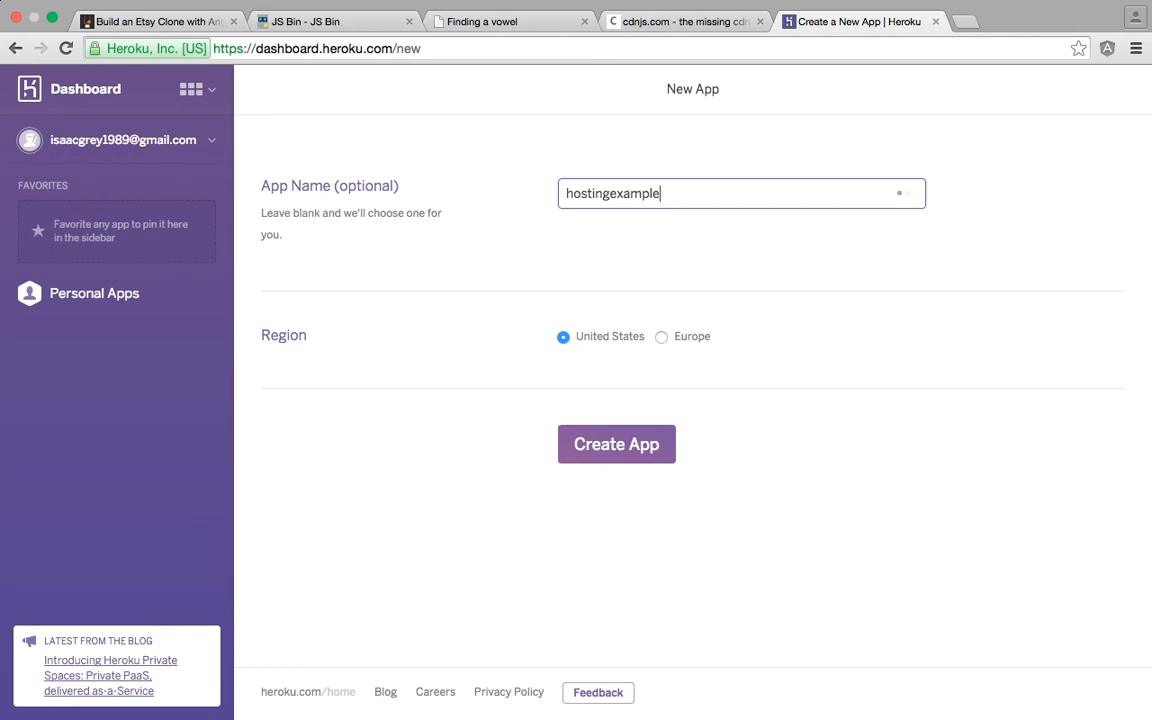 Build an Etsy Clone with Ang
JS Bin - JS Bin
Finding a vowel
cdnjs.com - the missing cdn
Create a New App | Heroku
Heroku, Inc. [US]
https://dashboard.heroku.com/new
Dashboard
New App
isaacgrey1989@gmail.com
FAVORITES
Favorite any app to pin it here
in the sidebar
Personal Apps
App Name (optional)
Leave blank and we'll choose one for
you.
hostingexample
Region
United States
Europe
Create App
LATEST FROM THE BLOG
Introducing Heroku Private
Spaces: Private PaaS,
delivered as-a-Service
heroku.com/home
Blog
Careers
Privacy Policy
Feedback